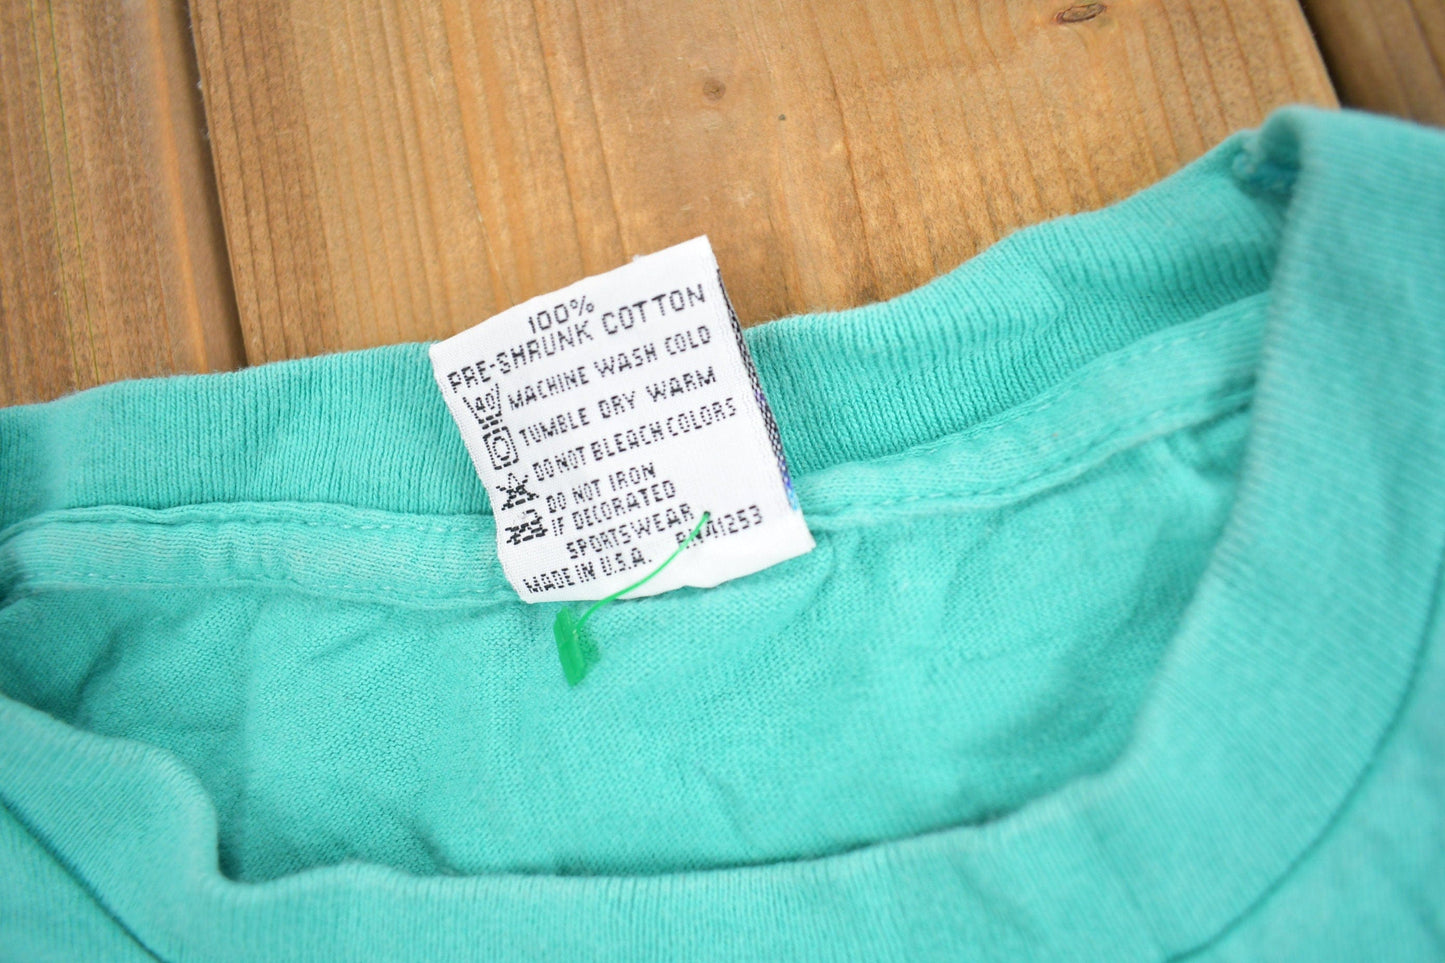 100%
PRE-SHRUNK COTTON
40° MACHINE WASH COLD
TUMBLE DRY WARM
DO NOT BLEACH COLORS
DO NOT IRON
IF DECORATED
SPORTSWEAR
MADE IN U.S.A.